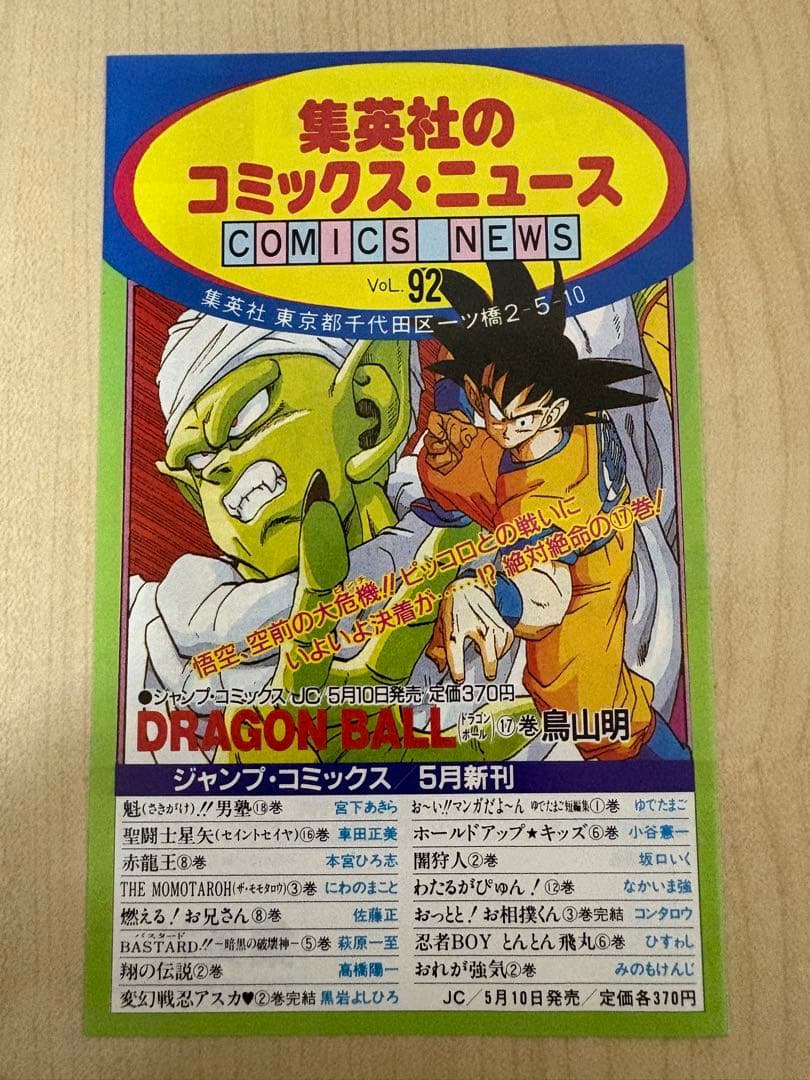 集英社の
コミックス・ニュース
COMICS NEWS
VOL.92
集英社 東京都千代田区一ツ橋2-5-10
悟空、空前の大危機!!ピッコロとの戦いに
ピンチ
いよいよ決着が……!? 絶対絶命の⑰巻!
●ジャンプ・コミックス JC 5月10日発売 定価370円
DRAGON BALL(ドラゴンボール)⑰巻 鳥山明
ジャンプ・コミックス / 5月新刊
魁(さきがけ)!!男塾⑱巻 宮下あきら
聖闘士星矢(セイントセイヤ)⑯巻 車田正美
赤龍王⑧巻 本宮ひろ志
THE MOMOTAROH(ザ・モモタロウ)③巻 にわのまこと
燃える!お兄さん⑧巻 佐藤正
バスタード
BASTARD!!―暗黒の破壊神―⑤巻 萩原一至
翔の伝説②巻 高橋陽一
変幻戦忍アスカ♥②巻完結 黒岩よしひろ
お〜い!!マンガだよ〜ん ゆでたまご短編集①巻 ゆでたまご
ホールドアップ★キッズ⑥巻 小谷憲一
闇狩人②巻 坂口いく
わたるがぴゅん!⑫巻 なかいま強
おっとと!お相撲くん③巻完結 コンタロウ
忍者BOY とんとん飛丸⑥巻 ひすゎし
おれが強気②巻 みのもけんじ
JC/5月10日発売/定価各370円